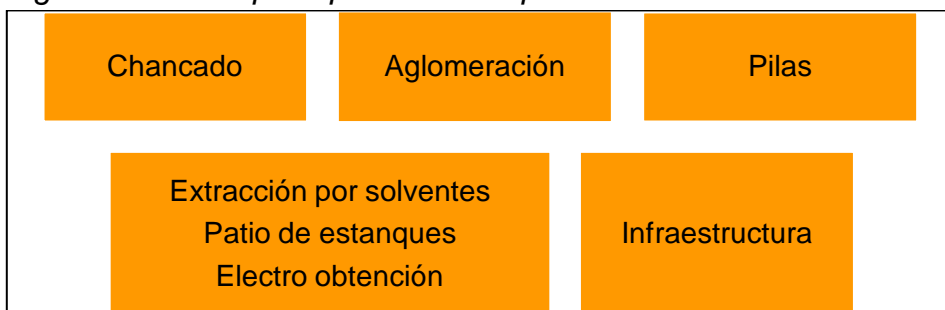 Chancado
Aglomeración
Pilas
Extracción por solventes
Patio de estanques
Electro obtención
Infraestructura